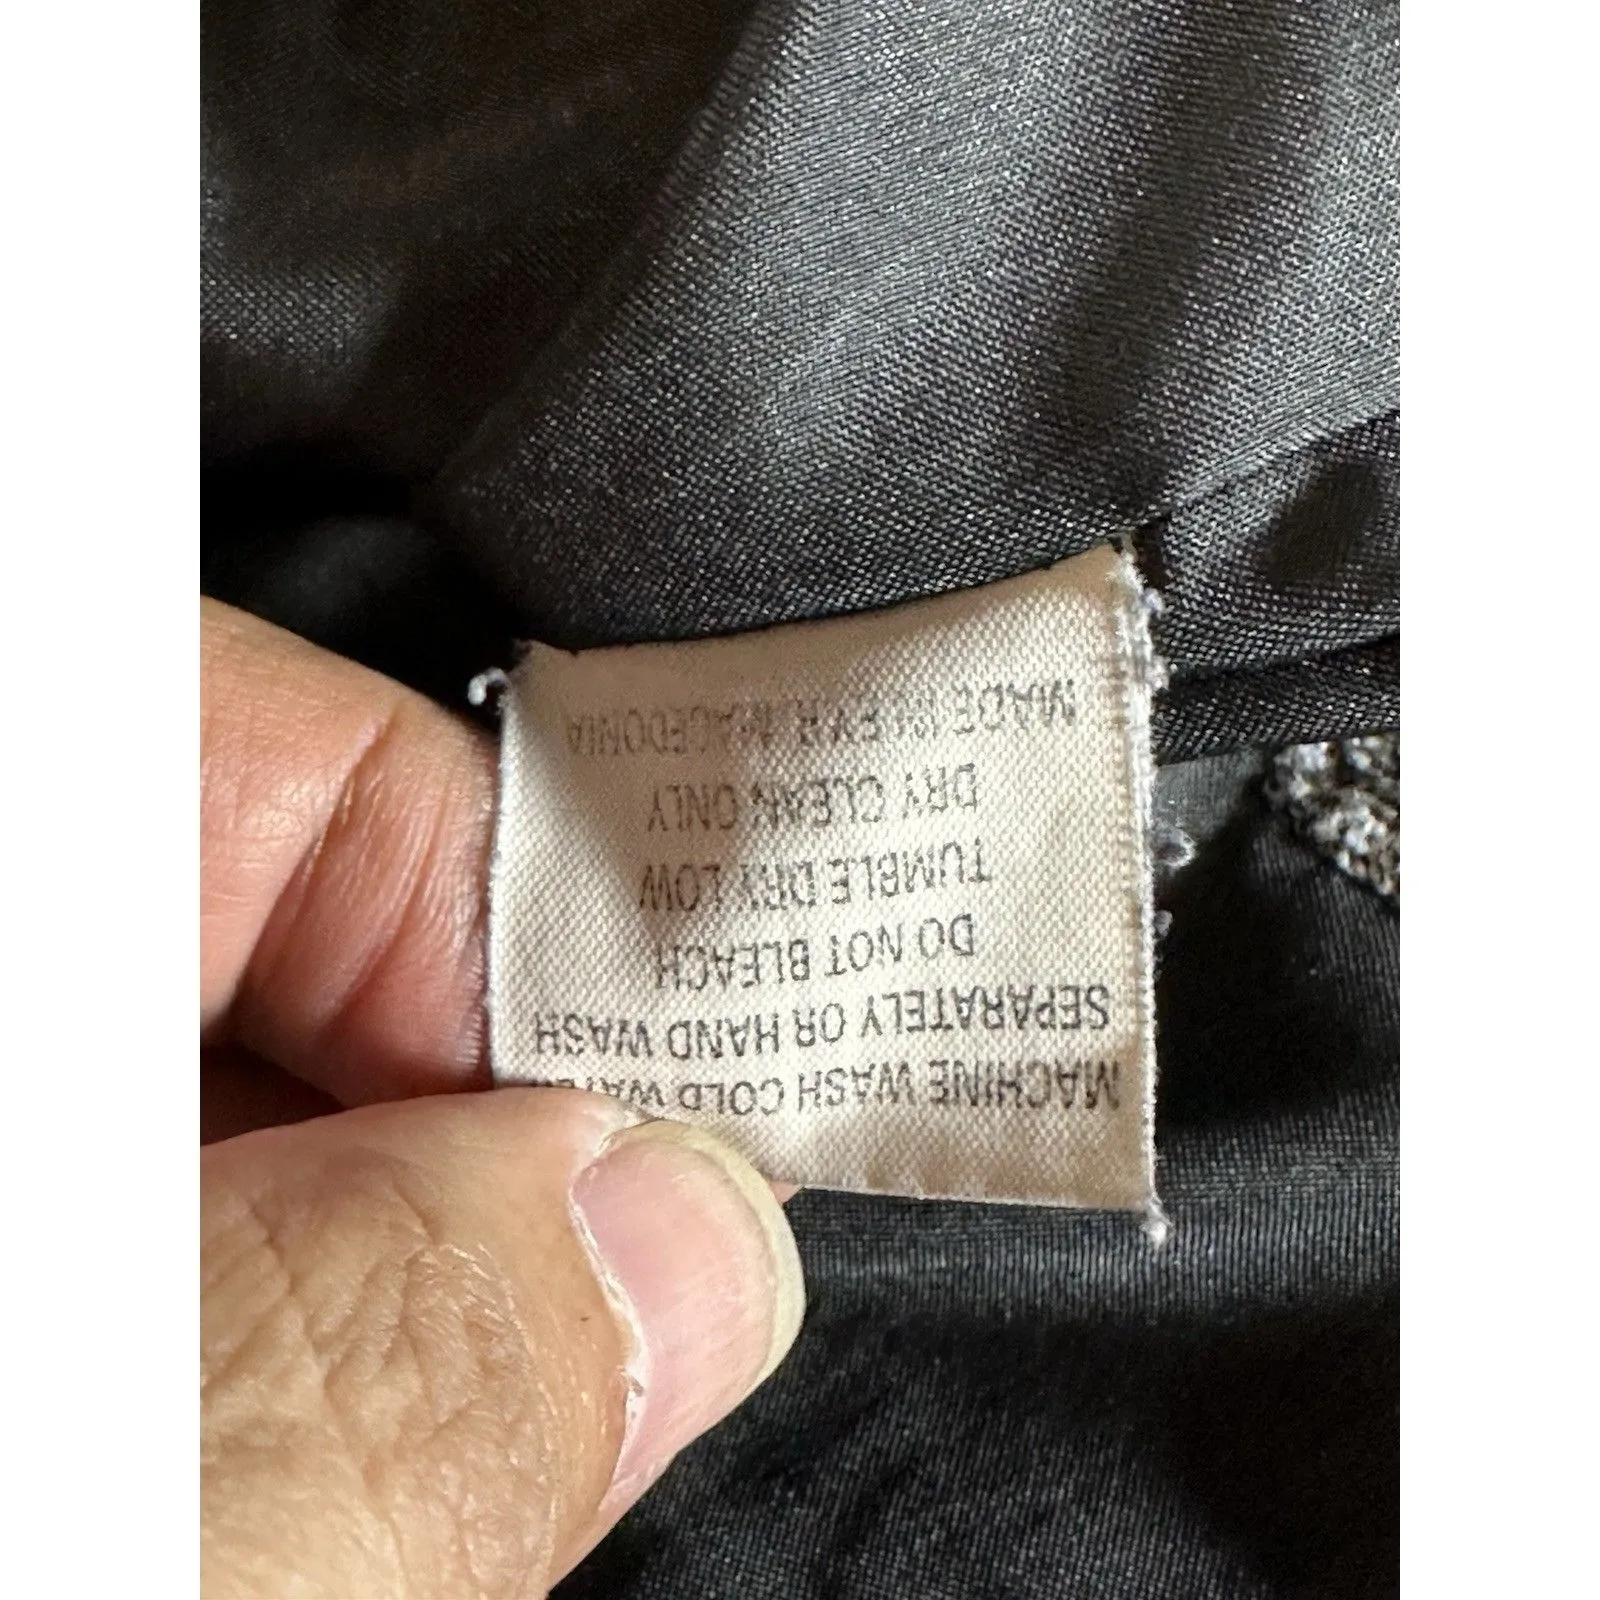 MACHINE WASH COLD WATER
SEPARATELY OR HAND WASH
DO NOT BLEACH
TUMBLE DRY LOW
DRY CLEAN ONLY
MADE IN F.Y.R. MACEDONIA